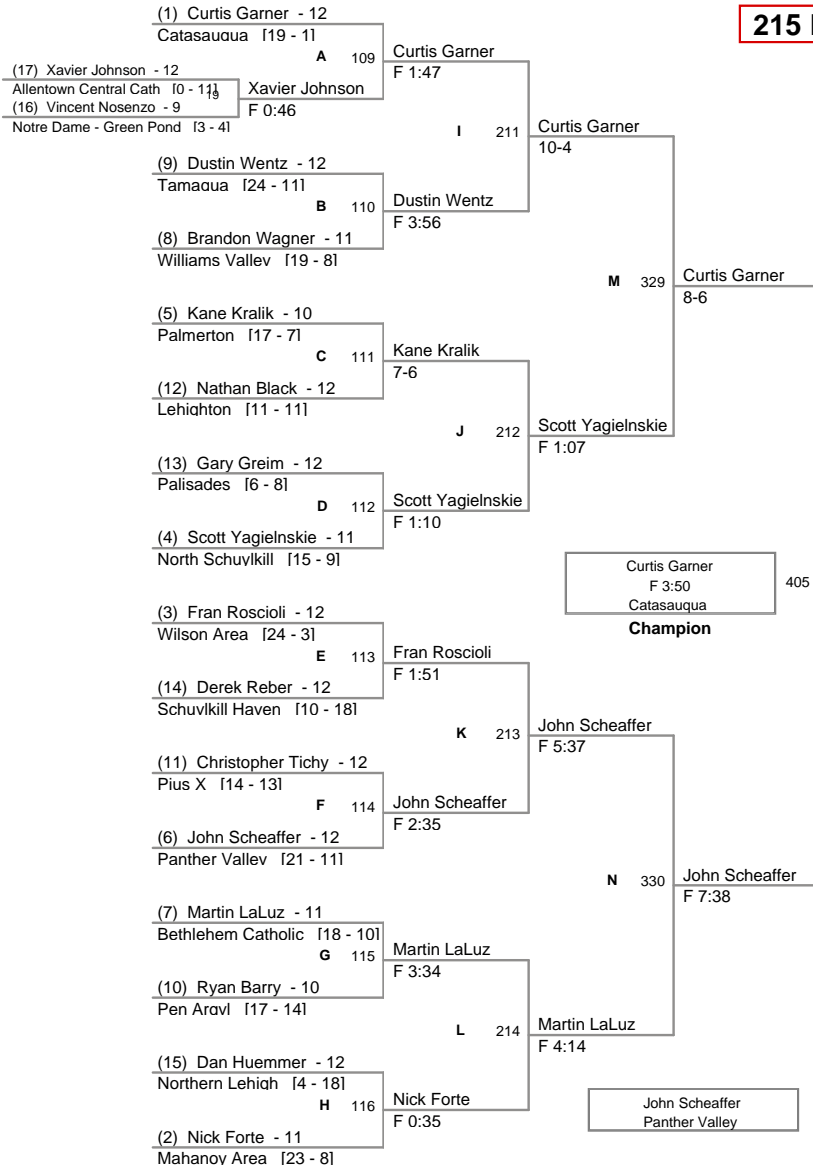 215
(1) Curtis Garner - 12
Catasauqua [19 - 1]
A 109
Curtis Garner
F 1:47
(17) Xavier Johnson - 12
Allentown Central Cath [0 - 11]
19
Xavier Johnson
F 0:46
(16) Vincent Nosenzo - 9
Notre Dame - Green Pond [3 - 4]
I 211
Curtis Garner
10-4
(9) Dustin Wentz - 12
Tamaqua [24 - 11]
B 110
Dustin Wentz
F 3:56
(8) Brandon Wagner - 11
Williams Valley [19 - 8]
M 329
Curtis Garner
8-6
(5) Kane Kralik - 10
Palmerton [17 - 7]
C 111
Kane Kralik
7-6
(12) Nathan Black - 12
Lehighton [11 - 11]
J 212
Scott Yagielnskie
F 1:07
(13) Gary Greim - 12
Palisades [6 - 8]
D 112
Scott Yagielnskie
F 1:10
(4) Scott Yagielnskie - 11
North Schuylkill [15 - 9]
Curtis Garner
F 3:50
Catasauqua
405
Champion
(3) Fran Roscioli - 12
Wilson Area [24 - 3]
E 113
Fran Roscioli
F 1:51
(14) Derek Reber - 12
Schuylkill Haven [10 - 18]
K 213
John Scheaffer
F 5:37
(11) Christopher Tichy - 12
Pius X [14 - 13]
F 114
John Scheaffer
F 2:35
(6) John Scheaffer - 12
Panther Valley [21 - 11]
N 330
John Scheaffer
F 7:38
(7) Martin LaLuz - 11
Bethlehem Catholic [18 - 10]
G 115
Martin LaLuz
F 3:34
(10) Ryan Barry - 10
Pen Argyl [17 - 14]
L 214
Martin LaLuz
F 4:14
(15) Dan Huemmer - 12
Northern Lehigh [4 - 18]
H 116
Nick Forte
F 0:35
(2) Nick Forte - 11
Mahanoy Area [23 - 8]
John Scheaffer
Panther Valley